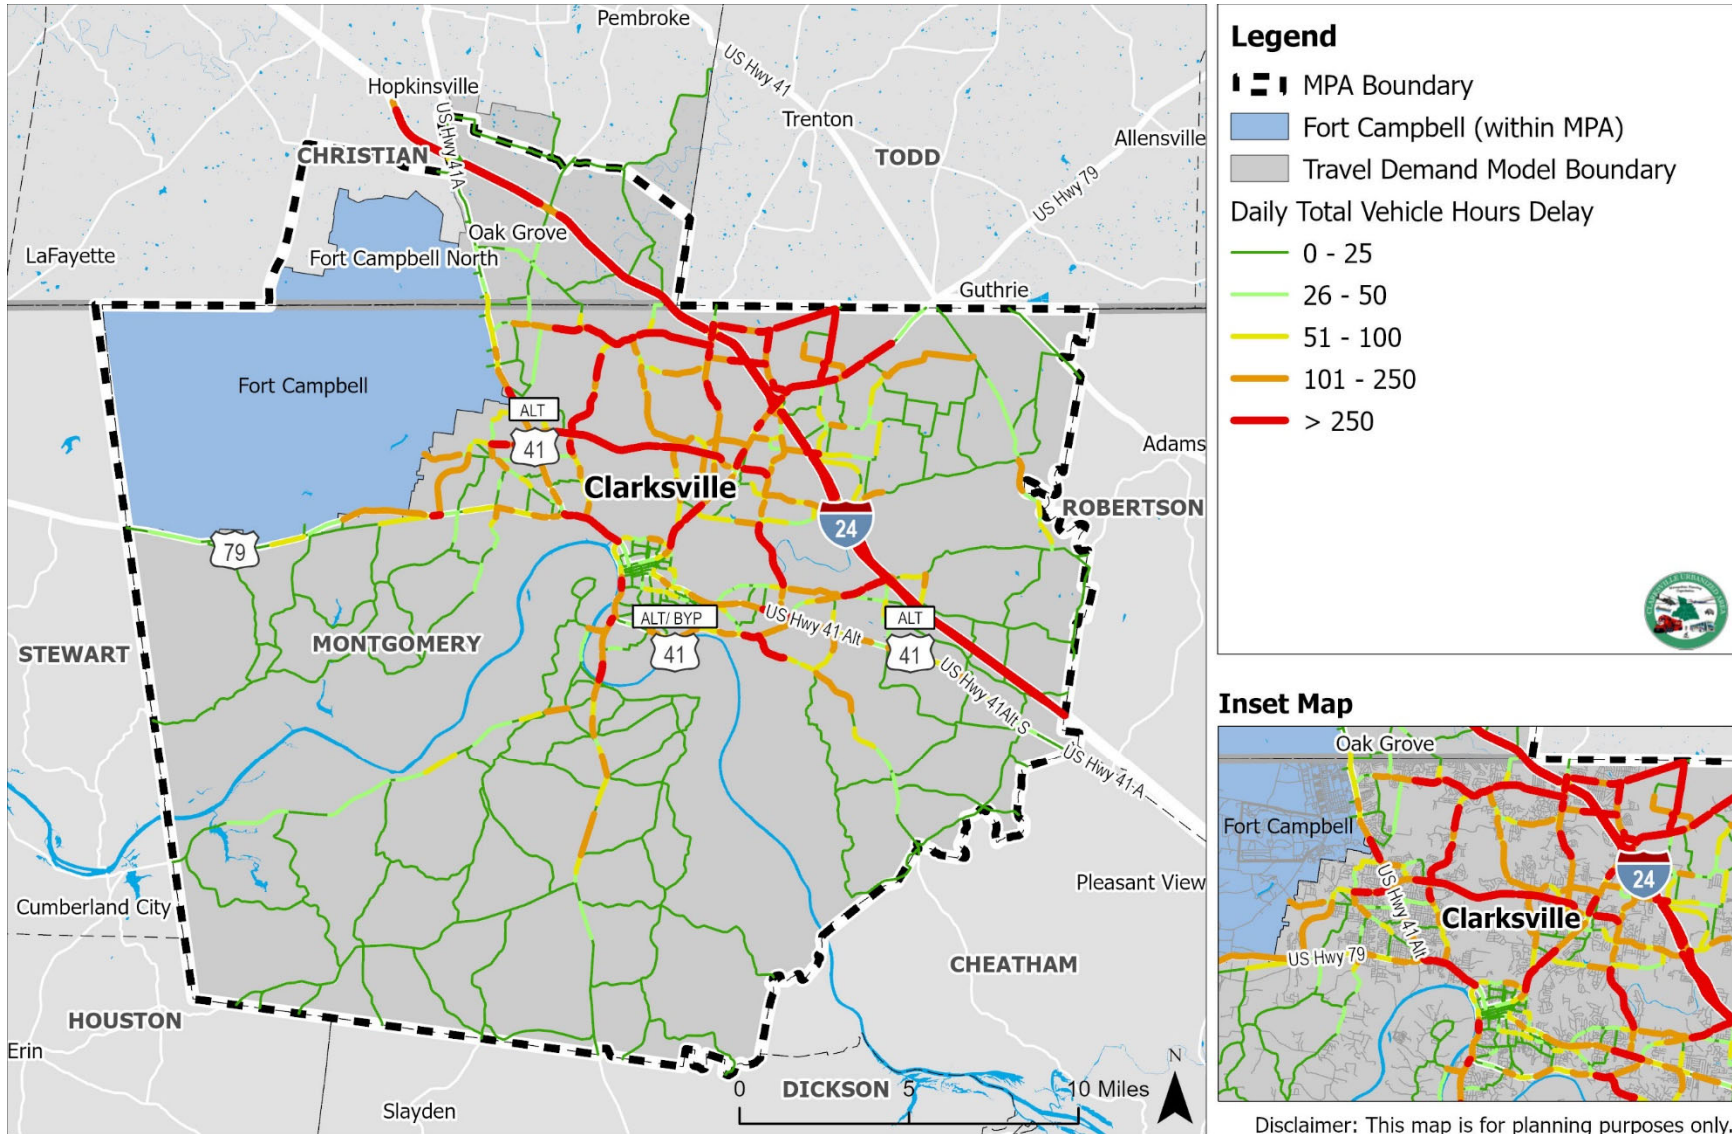 Pembroke
US Hwy 41
Hopkinsville
US Hwy 41A
Trenton
Allensville
CHRISTIAN
TODD
US Hwy 79
Oak Grove
LaFayette
Fort Campbell North
Guthrie
Fort Campbell
ALT
41
Adams
Clarksville
ROBERTSON
24
79
ALT/ BYP
41
US Hwy 41 Alt
ALT
41
MONTGOMERY
STEWART
US Hwy 41Alt S
US Hwy 41 A
Pleasant View
Cumberland City
CHEATHAM
HOUSTON
Erin
N
0 5 10 Miles
DICKSON
Slayden
Legend
MPA Boundary
Fort Campbell (within MPA)
Travel Demand Model Boundary
Daily Total Vehicle Hours Delay
0 - 25
26 - 50
51 - 100
101 - 250
> 250
Inset Map
Oak Grove
Fort Campbell
24
US Hwy 41 Alt
Clarksville
US Hwy 79
Disclaimer: This map is for planning purposes only.